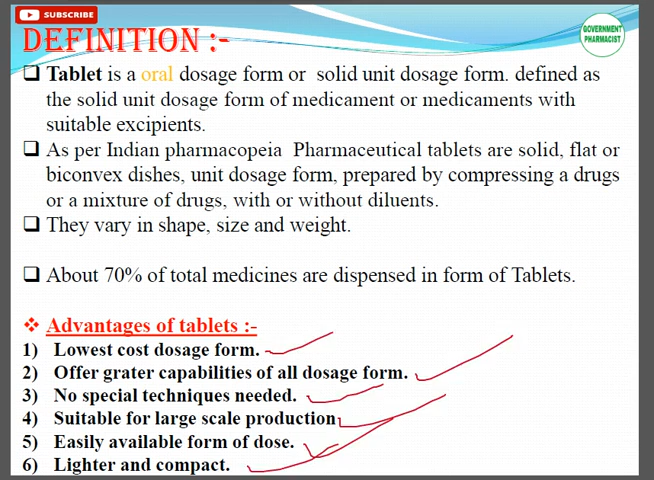 SUBSCRIBE
DEFINITION :-
GOVERNMENT
PHARMACIST
Tablet is a oral dosage form or solid unit dosage form. defined as
the solid unit dosage form of medicament or medicaments with
suitable excipients.
As per Indian pharmacopeia Pharmaceutical tablets are solid, flat or
biconvex dishes, unit dosage form, prepared by compressing a drugs
or a mixture of drugs, with or without diluents.
They vary in shape, size and weight.
About 70% of total medicines are dispensed in form of Tablets.
Advantages of tablets :-
1) Lowest cost dosage form.
2) Offer grater capabilities of all dosage form.
3) No special techniques needed.
4) Suitable for large scale production
5) Easily available form of dose.
6) Lighter and compact.